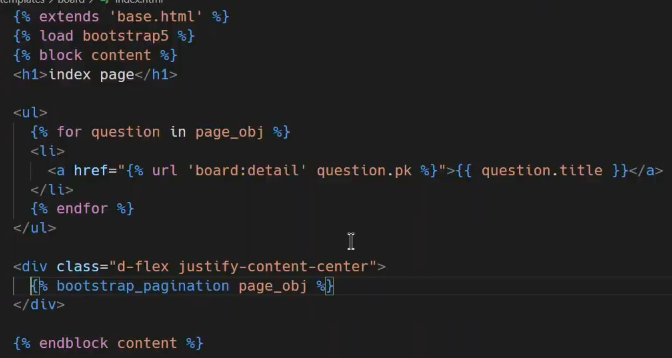 templates / Board / index.html
{% extends 'base.html' %}
{% load bootstrap5 %}
{% block content %}
<h1>index page</h1>
<ul>
{% for question in page_obj %}
<li>
<a href="{% url 'board:detail' question.pk %}">{{ question.title }}</a>
</li>
{% endfor %}
</ul>
<div class="d-flex justify-content-center">
{% bootstrap_pagination page_obj %}
</div>
{% endblock content %}